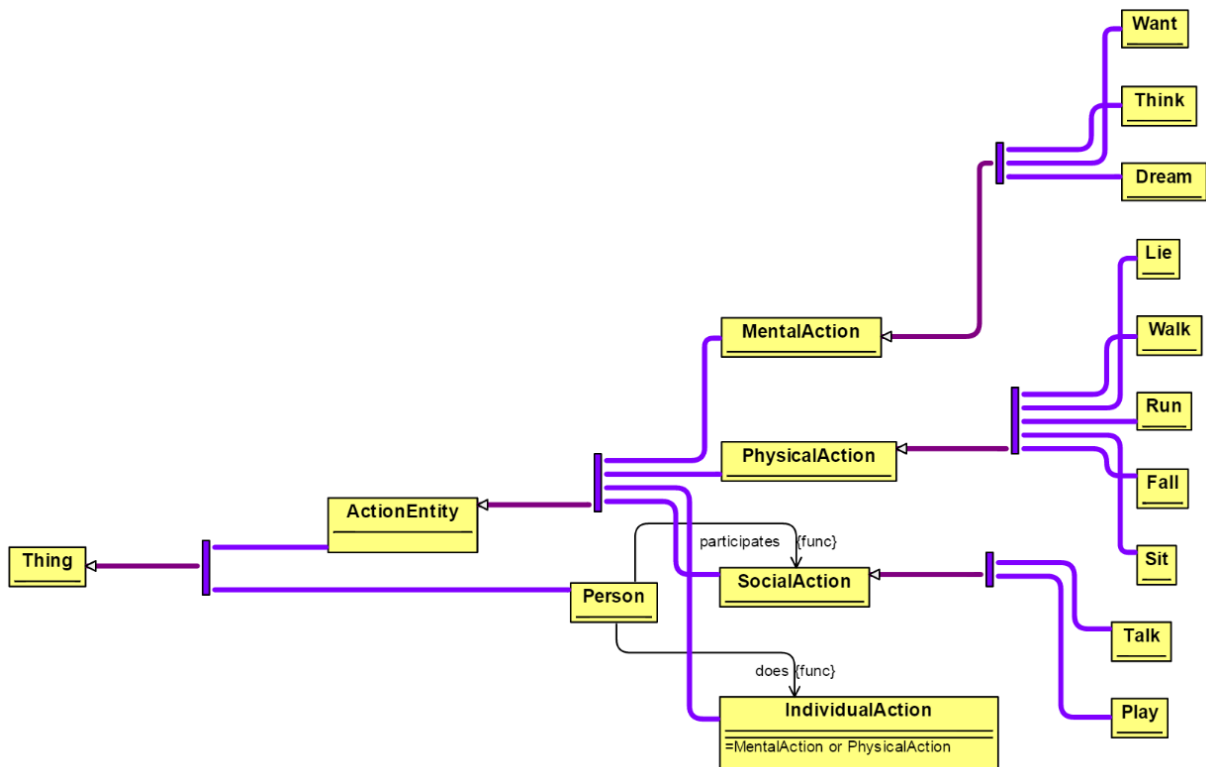 Want
Think
Dream
Lie
MentalAction
Walk
Run
PhysicalAction
Fall
ActionEntity
participates {func}
Thing
Sit
SocialAction
Person
Talk
does {func}
IndividualAction
Play
=MentalAction or PhysicalAction